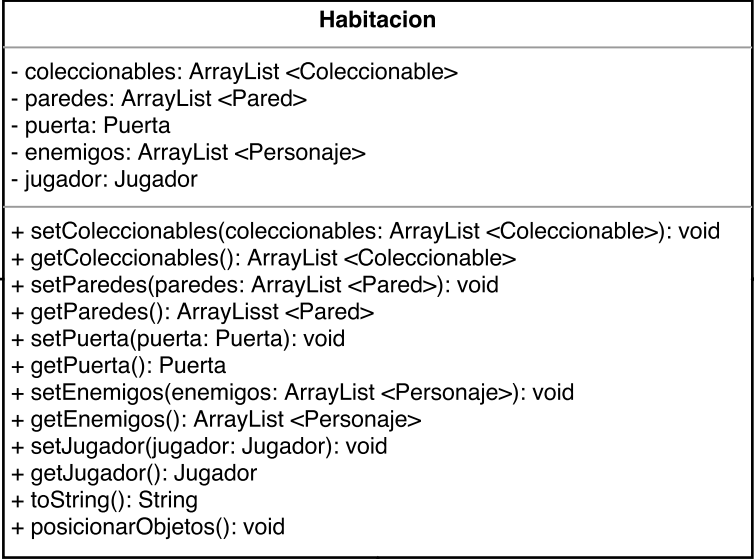 Habitacion
- coleccionables: ArrayList <Coleccionable>
- paredes: ArrayList <Pared>
- puerta: Puerta
- enemigos: ArrayList <Personaje>
- jugador: Jugador
+ setColeccionables(coleccionables: ArrayList <Coleccionable>): void
+ getColeccionables(): ArrayList <Coleccionable>
+ setParedes(paredes: ArrayList <Pared>): void
+ getParedes(): ArrayLisst <Pared>
+ setPuerta(puerta: Puerta): void
+ getPuerta(): Puerta
+ setEnemigos(enemigos: ArrayList <Personaje>): void
+ getEnemigos(): ArrayList <Personaje>
+ setJugador(jugador: Jugador): void
+ getJugador(): Jugador
+ toString(): String
+ posicionarObjetos(): void